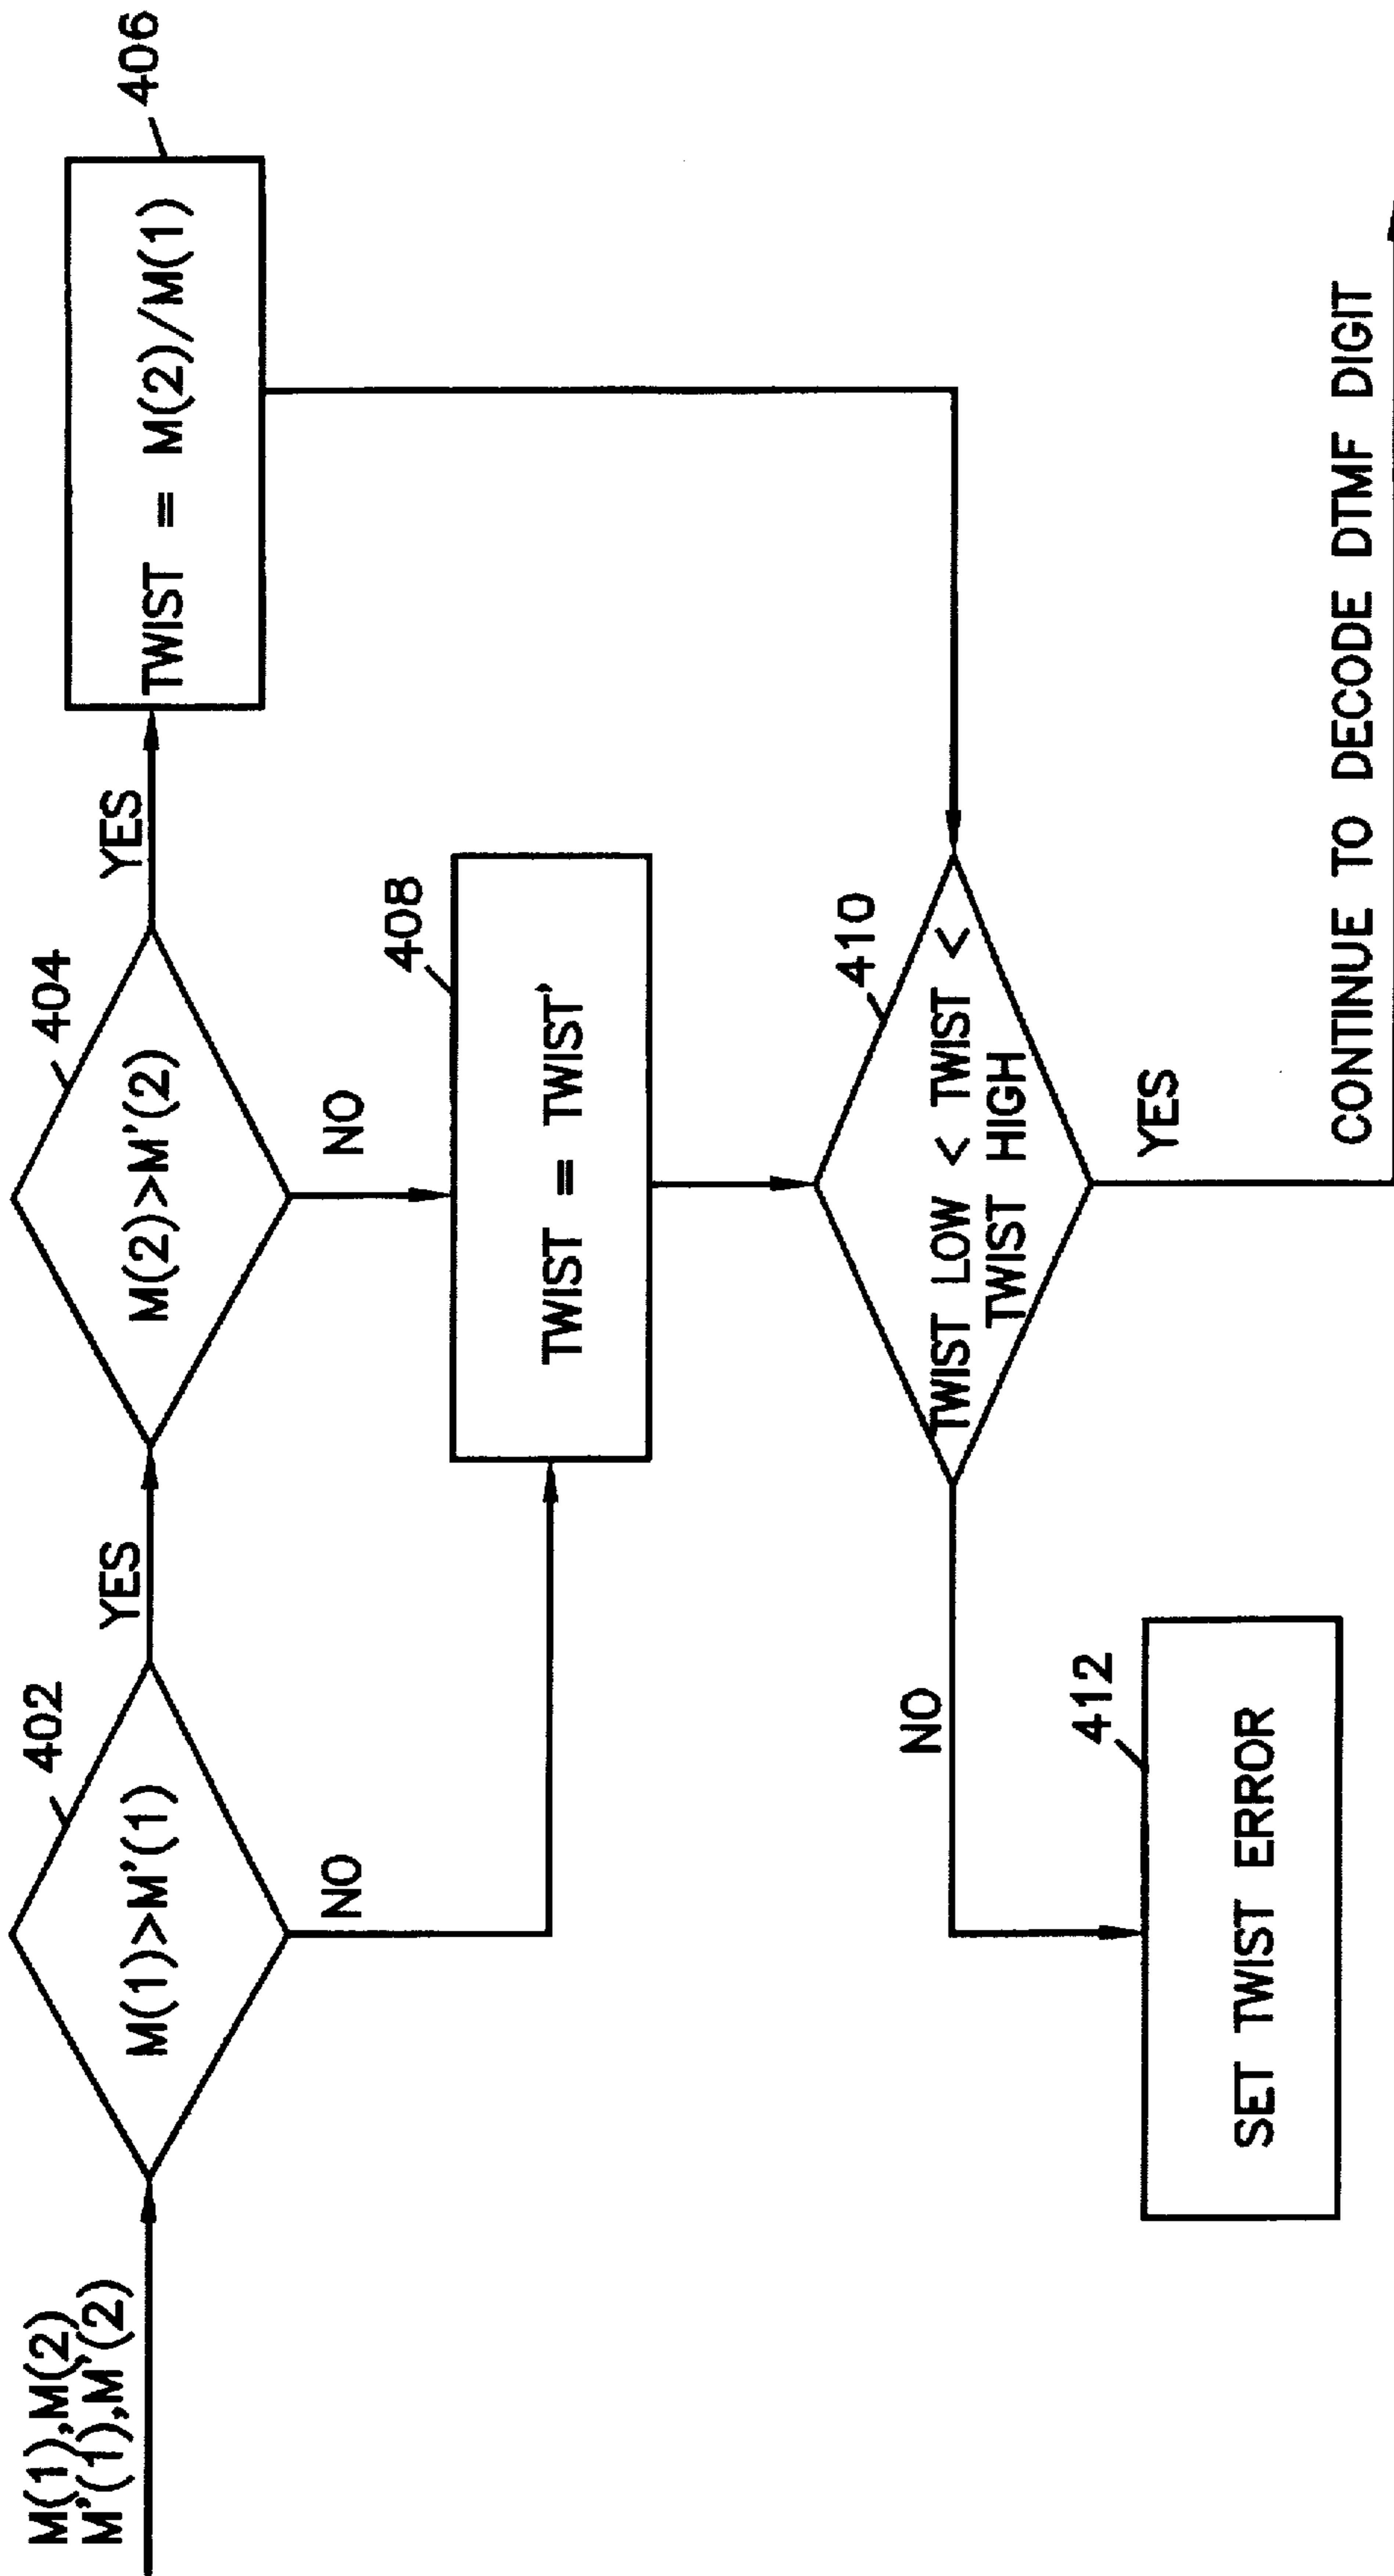 M(1),M(2)
M'(1),M'(2)
402
M(1)>M'(1)
YES
NO
404
M(2)>M'(2)
YES
NO
406
TWIST = M(2)/M(1)
408
TWIST = TWIST'
410
TWIST LOW < TWIST <
TWIST HIGH
NO
YES
412
SET TWIST ERROR
CONTINUE TO DECODE DTMF DIGIT